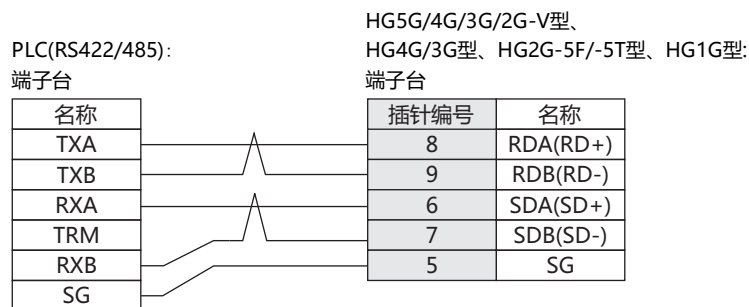 HG5G/4G/3G/2G-V型、
PLC(RS422/485): HG4G/3G型、HG2G-5F/-5T型、HG1G型:
端子台 端子台
名称 插针编号 名称
TXA 8 RDA(RD+)
TXB 9 RDB(RD-)
RXA 6 SDA(SD+)
TRM 7 SDB(SD-)
RXB 5 SG
SG